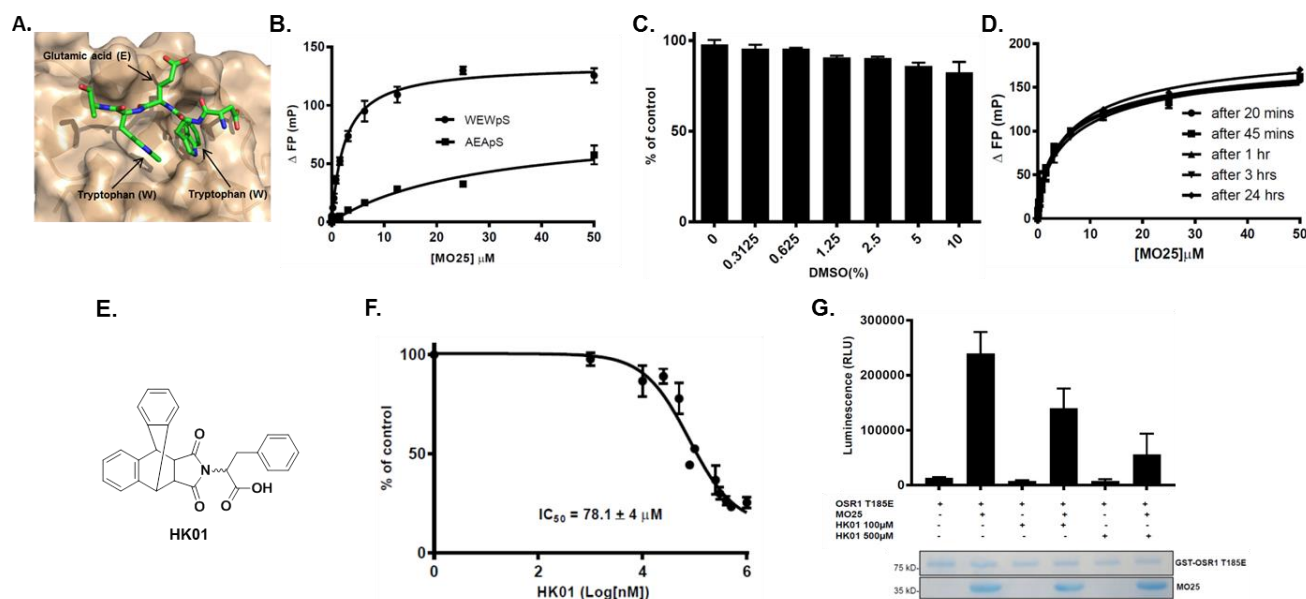 A.
Glutamic acid (E)
Tryptophan (W)
Tryptophan (W)
B.
Δ FP (mP)
150
100
50
0
WEWpS
AEApS
0 10 20 30 40 50
[MO25] μM
C.
% of control
100
50
0
0 0.3125 0.625 1.25 2.5 5 10
DMSO(%)
D.
Δ FP (mP)
200
150
100
50
0
after 20 mins
after 45 mins
after 1 hr
after 3 hrs
after 24 hrs
0 10 20 30 40 50
[MO25]μM
E.
O
N
O
OH
O
HK01
F.
% of control
100
50
0
IC50 = 78.1 ± 4 μM
0 2 4 6
HK01 (Log[nM])
G.
Luminescence (RLU)
300000
200000
100000
0
OSR1 T185E + + + + + +
MO25 - + - + - +
HK01 100μM - - + + - -
HK01 500μM - - - - + +
75 kD- GST-OSR1 T185E
35 kD- MO25